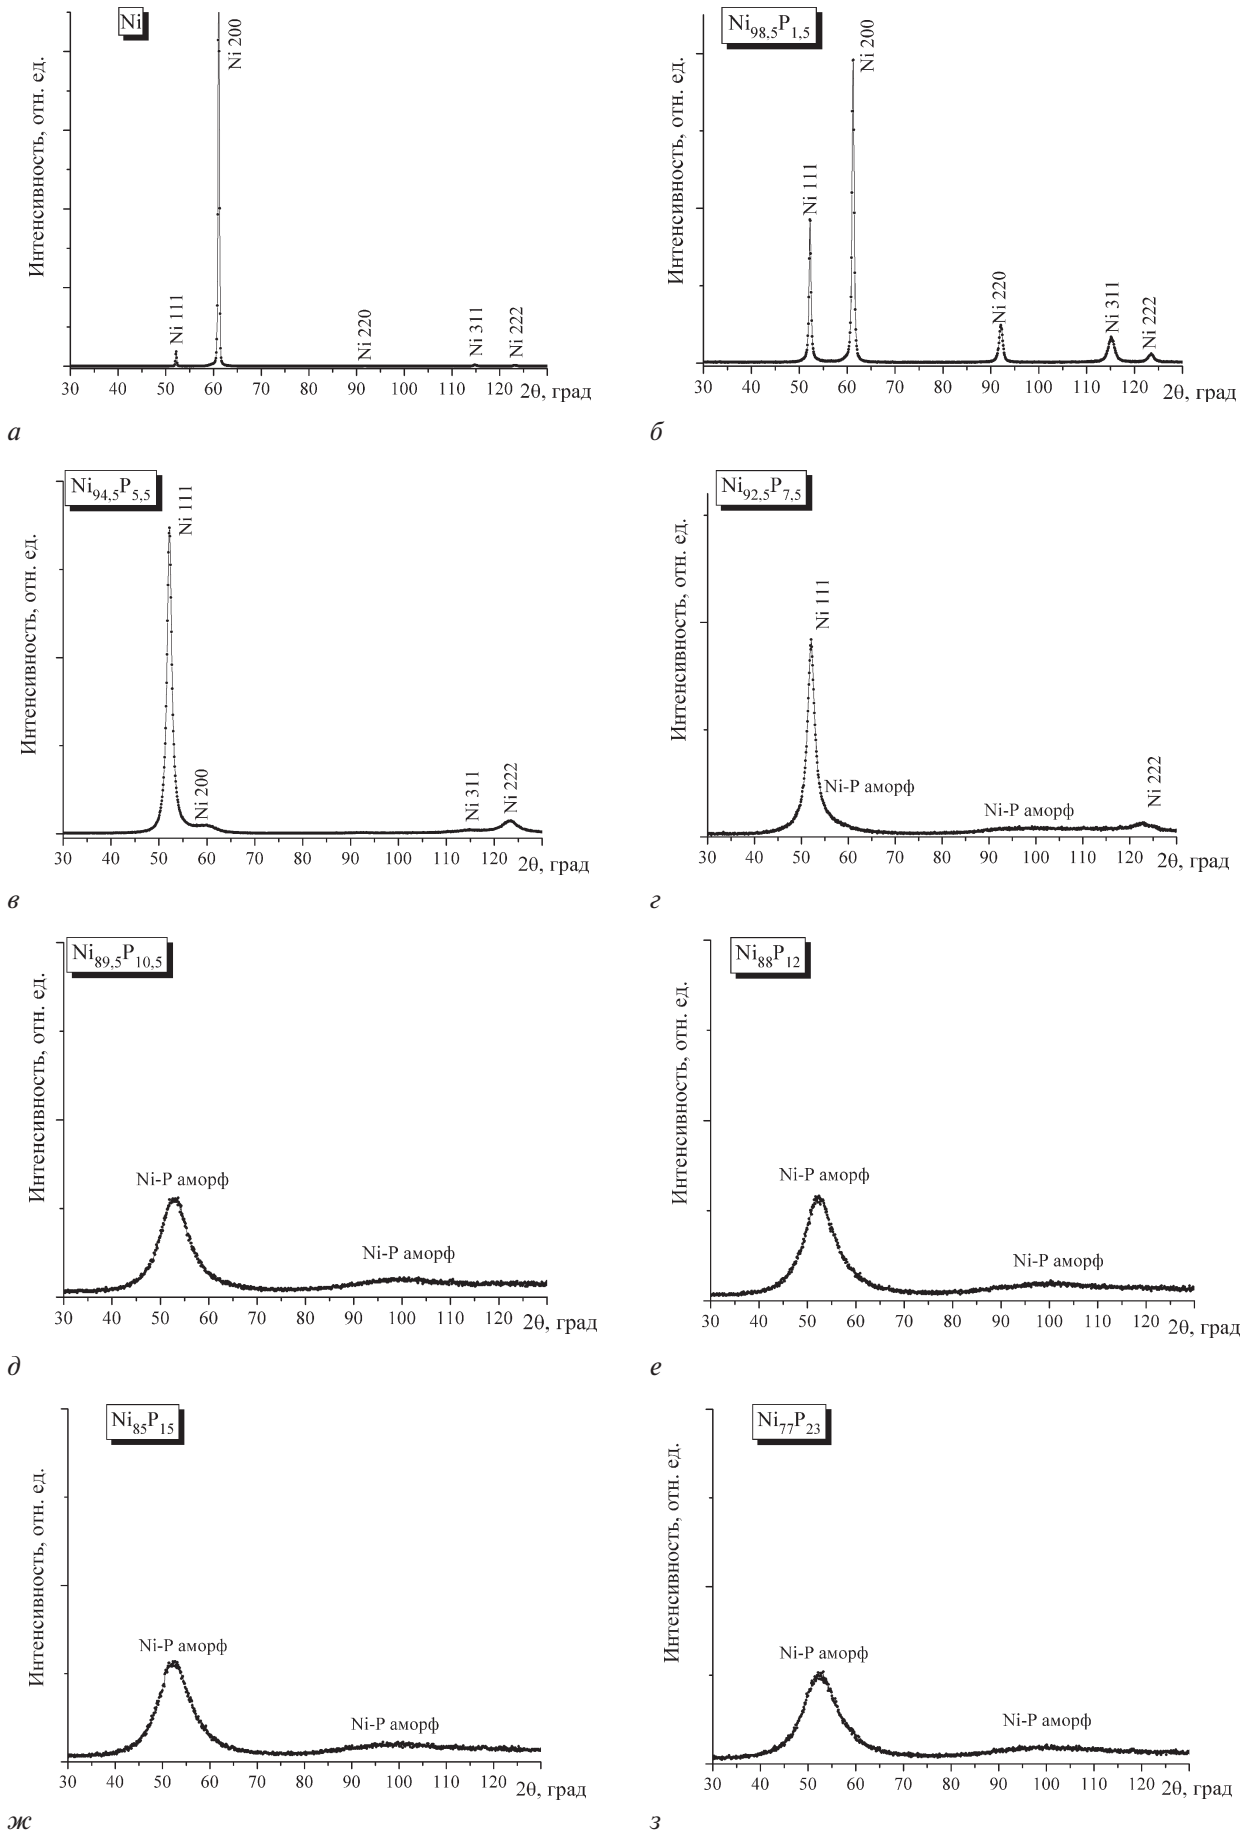 Ni
Интенсивность, отн. ед.
Ni 111
Ni 200
Ni 220
Ni 311
Ni 222
30 40 50 60 70 80 90 100 110 120 2θ, град
а
Ni98,5P1,5
Интенсивность, отн. ед.
Ni 111
Ni 200
Ni 220
Ni 311
Ni 222
30 40 50 60 70 80 90 100 110 120 2θ, град
б
Ni94,5P5,5
Интенсивность, отн. ед.
Ni 111
Ni 200
Ni 311
Ni 222
30 40 50 60 70 80 90 100 110 120 2θ, град
в
Ni92,5P7,5
Интенсивность, отн. ед.
Ni 111
Ni-P аморф
Ni-P аморф
Ni 222
30 40 50 60 70 80 90 100 110 120 2θ, град
г
Ni89,5P10,5
Интенсивность, отн. ед.
Ni-P аморф
Ni-P аморф
30 40 50 60 70 80 90 100 110 120 2θ, град
д
Ni88P12
Интенсивность, отн. ед.
Ni-P аморф
Ni-P аморф
30 40 50 60 70 80 90 100 110 120 2θ, град
е
Ni85P15
Интенсивность, отн. ед.
Ni-P аморф
Ni-P аморф
30 40 50 60 70 80 90 100 110 120 2θ, град
ж
Ni77P23
Интенсивность, отн. ед.
Ni-P аморф
Ni-P аморф
30 40 50 60 70 80 90 100 110 120 2θ, град
з